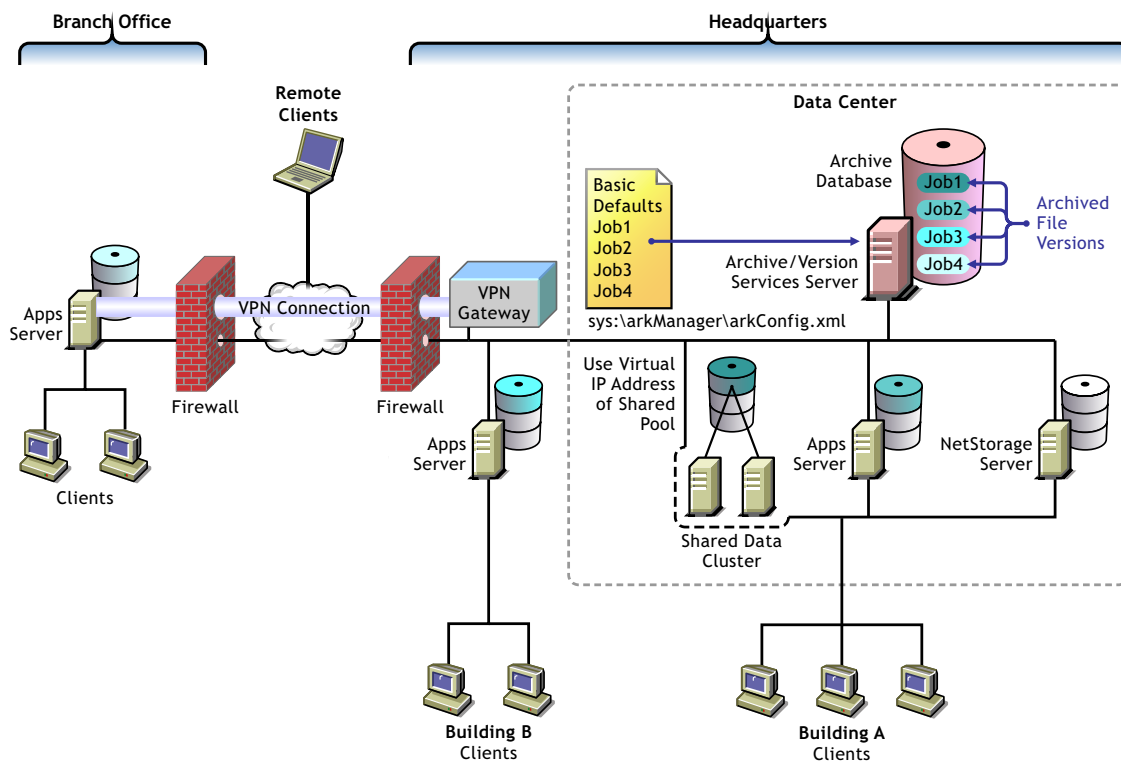 Branch Office
Headquarters
Remote
Clients
Data Center
Basic
Defaults
Job1
Job2
Job3
Job4
Archive
Database
Job1
Job2
Job3
Job4
Archived
File
Versions
Archive/Version
Services Server
sys:\arkManager\arkConfig.xml
Apps
Server
VPN Connection
VPN
Gateway
Firewall
Firewall
Clients
Apps
Server
Use Virtual
IP Address
of Shared
Pool
Apps
Server
NetStorage
Server
Shared Data
Cluster
Building B
Clients
Building A
Clients